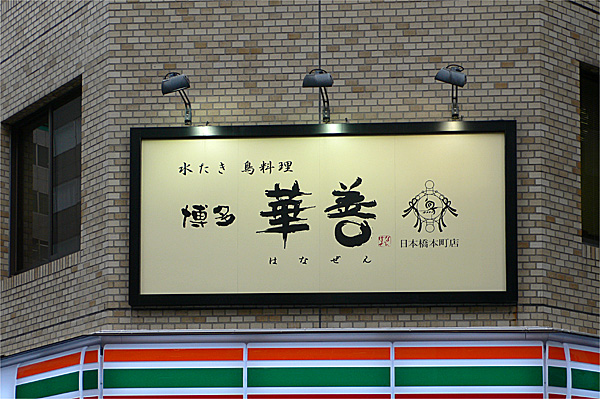 水たき 鳥料理
博多 華善
はなぜん
日本橋本町店